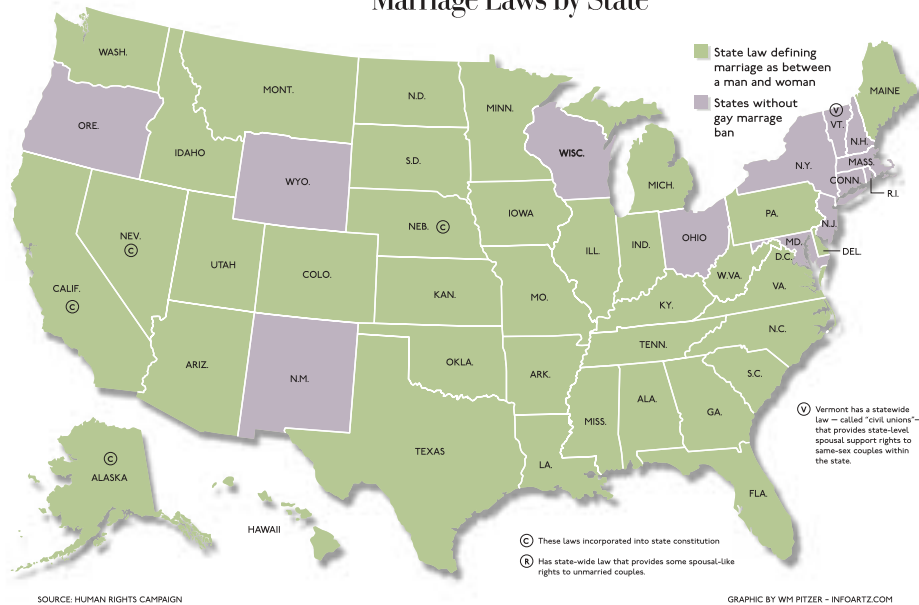 Marriage Laws by State
State law defining
marriage as between
a man and woman
States without
gay marrage
ban
WASH.
MONT.
N.D.
MINN.
MAINE
ORE.
IDAHO
S.D.
WISC.
V
VT.
N.H.
WYO.
MICH.
N.Y.
MASS.
CONN.
R.I.
NEB. C
IOWA
PA.
N.J.
NEV.
C
UTAH
COLO.
ILL.
IND.
OHIO
MD.
D.C.
DEL.
CALIF.
C
KAN.
MO.
W.VA.
VA.
KY.
ARIZ.
N.M.
OKLA.
ARK.
TENN.
N.C.
S.C.
MISS.
ALA.
GA.
TEXAS
LA.
FLA.
C
ALASKA
HAWAII
V Vermont has a statewide
law — called "civil unions"–
that provides state-level
spousal support rights to
same-sex couples within
the state.
C These laws incorporated into state constitution
R Has state-wide law that provides some spousal-like
rights to unmarried couples.
SOURCE: HUMAN RIGHTS CAMPAIGN
GRAPHIC BY WM PITZER – INFOARTZ.COM